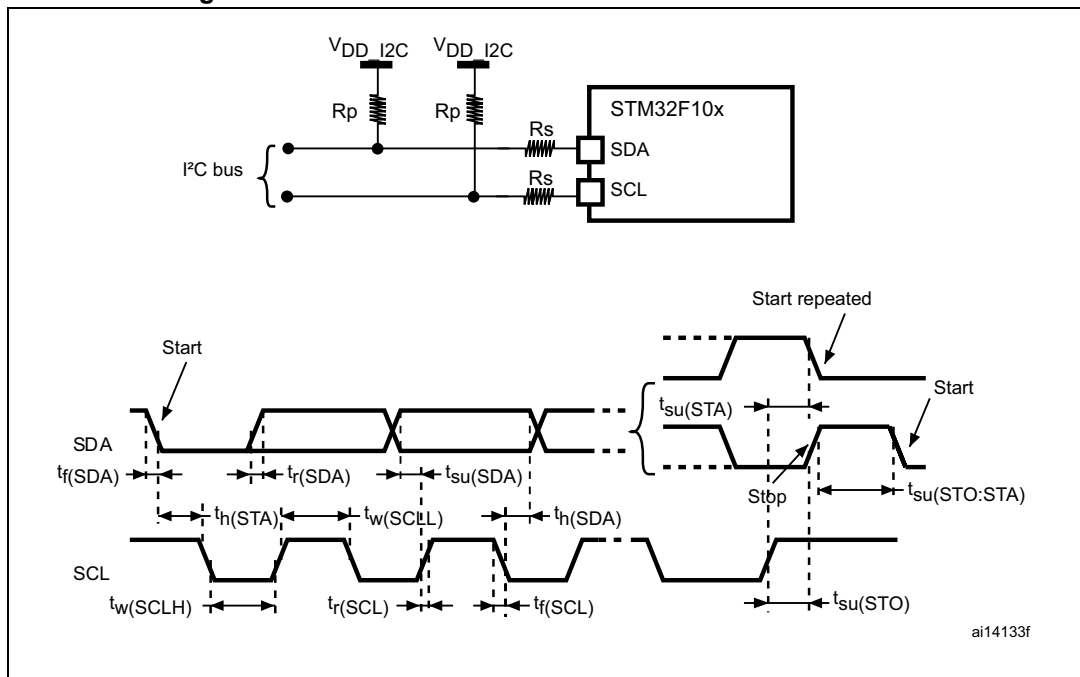 VDD_I2C VDD_I2C
Rp Rp
STM32F10x
Rs
SDA
I²C bus
Rs
SCL
Start repeated
Start
Start
tsu(STA)
SDA
tf(SDA) tr(SDA) tsu(SDA)
Stop
tsu(STO:STA)
th(STA) tw(SCLL) th(SDA)
SCL
tw(SCLH) tr(SCL) tf(SCL) tsu(STO)
ai14133f